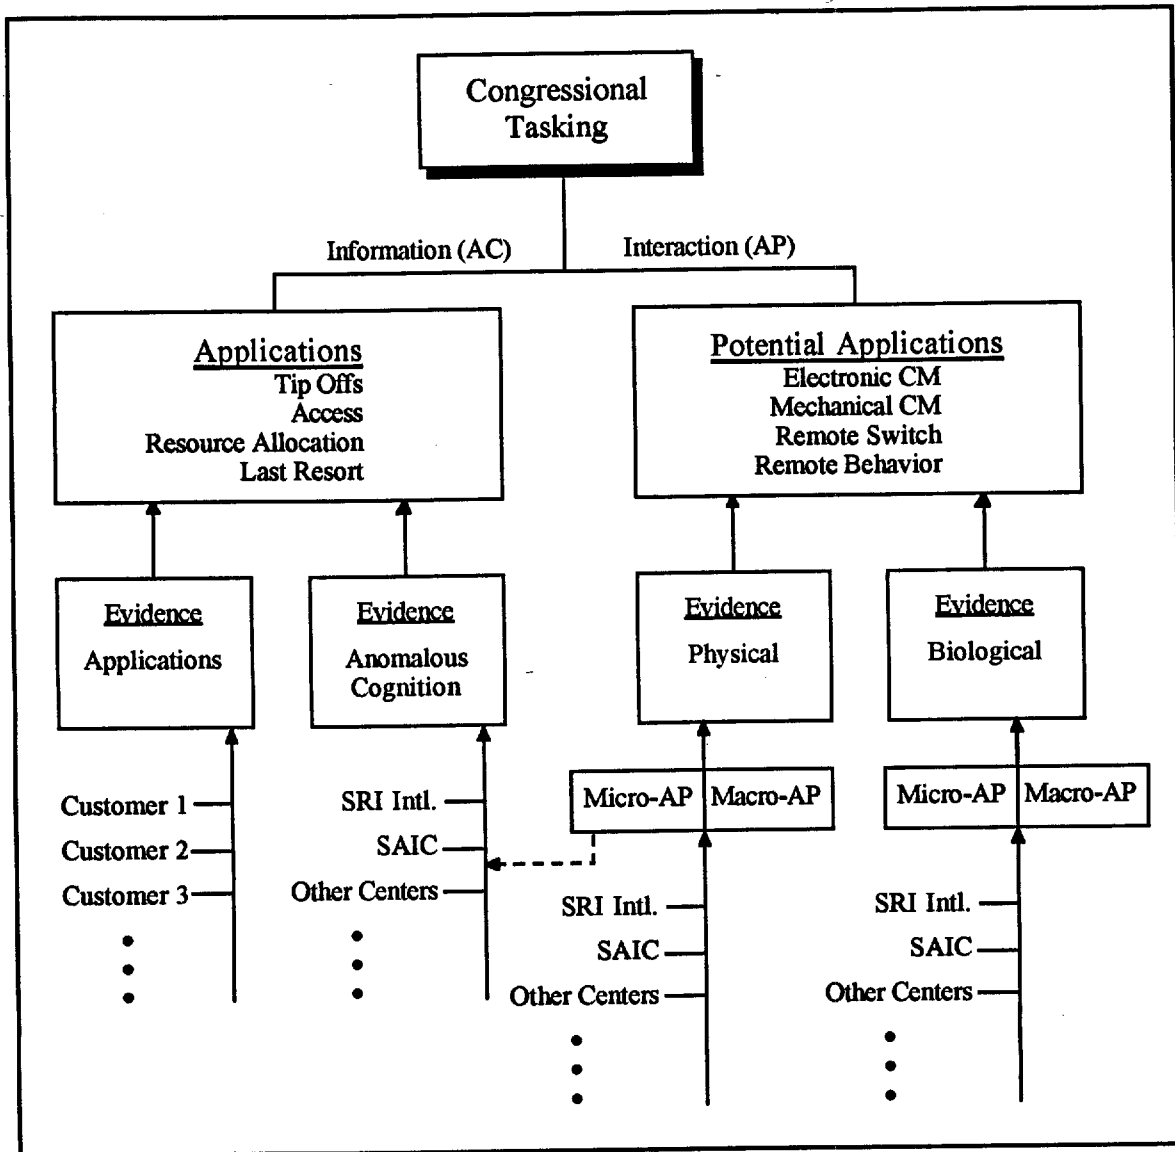 Congressional
Tasking
Information (AC)
Interaction (AP)
Applications
Tip Offs
Access
Resource Allocation
Last Resort
Potential Applications
Electronic CM
Mechanical CM
Remote Switch
Remote Behavior
Evidence
Applications
Evidence
Anomalous
Cognition
Evidence
Physical
Evidence
Biological
Customer 1
Customer 2
Customer 3
SRI Intl.
SAIC
Other Centers
Micro-AP
Macro-AP
SRI Intl.
SAIC
Other Centers
Micro-AP
Macro-AP
SRI Intl.
SAIC
Other Centers